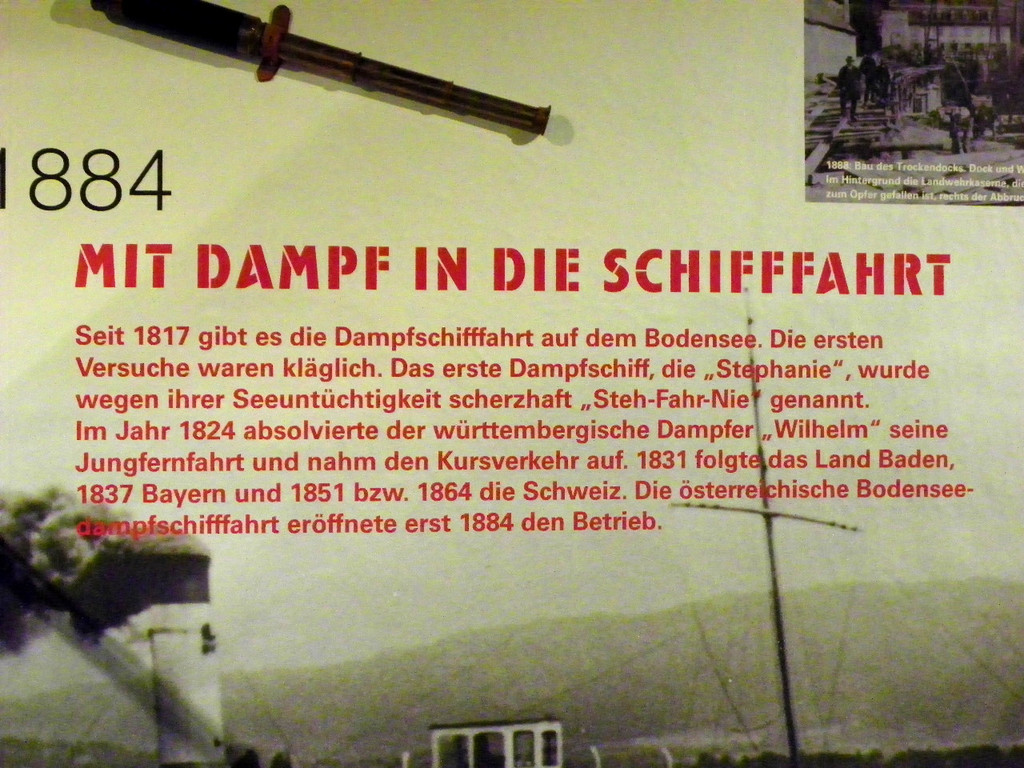 1884
1888: Bau des Trockendocks. Dock und
Im Hintergrund die Landwehrkaserne,
zum Opfer gefallen ist, rechts der
MIT DAMPF IN DIE SCHIFFFAHRT
Seit 1817 gibt es die Dampfschifffahrt auf dem Bodensee. Die ersten
Versuche waren kläglich. Das erste Dampfschiff, die „Stephanie“, wurde
wegen ihrer Seeuntüchtigkeit scherzhaft „Steh-Fahr-Nie“ genannt.
Im Jahr 1824 absolvierte der württembergische Dampfer „Wilhelm“ seine
Jungfernfahrt und nahm den Kursverkehr auf. 1831 folgte das Land Baden,
1837 Bayern und 1851 bzw. 1864 die Schweiz. Die österreichische Bodensee-
dampfschifffahrt eröffnete erst 1884 den Betrieb.